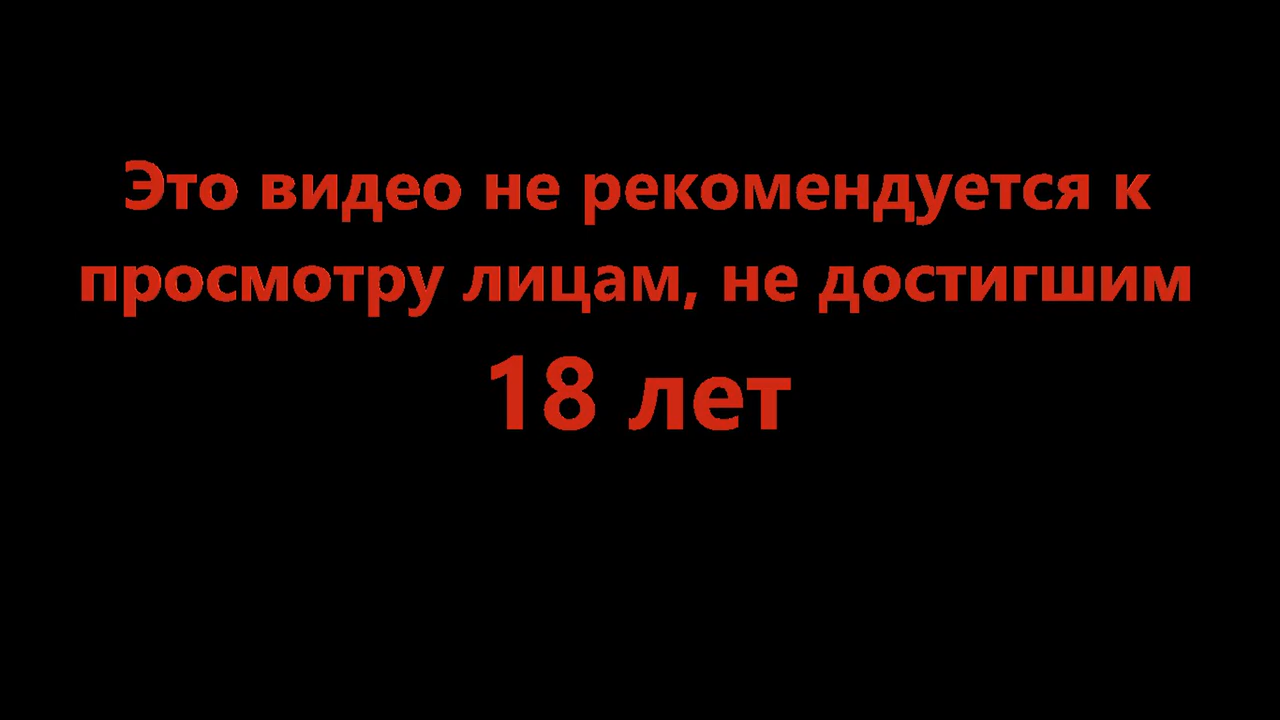 Это видео не рекомендуется к
просмотру лицам, не достигшим
18 лет